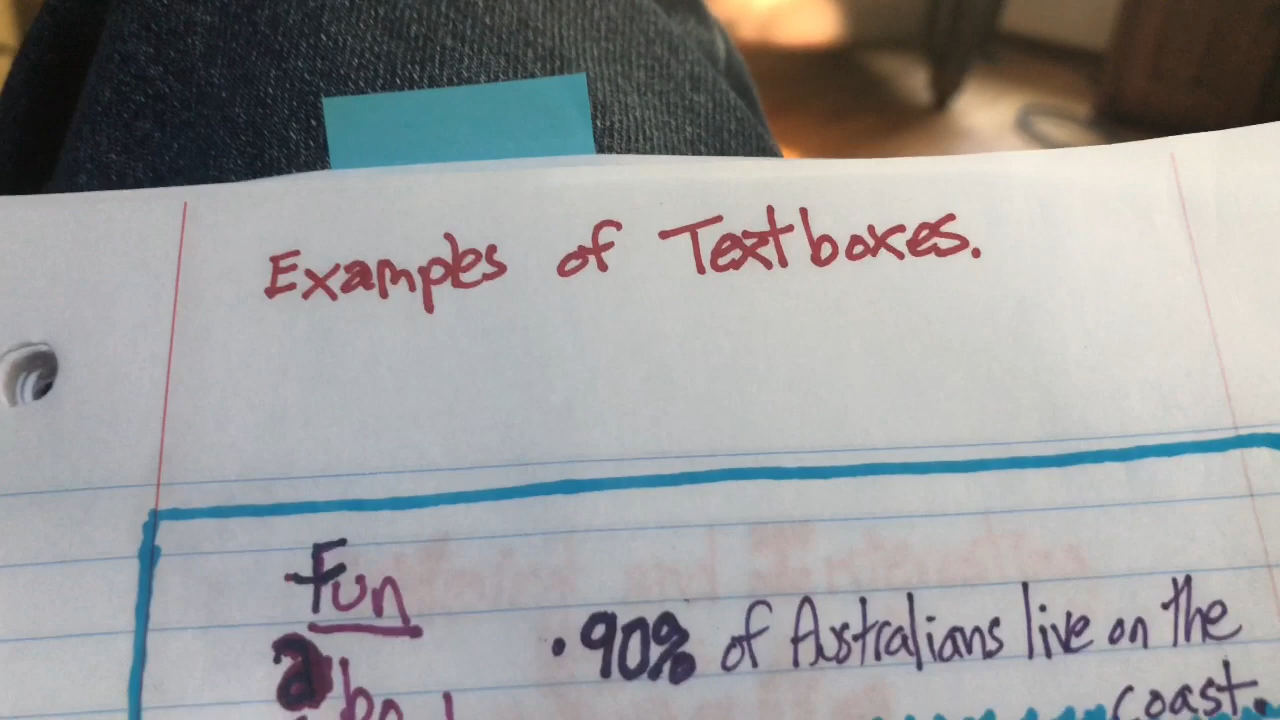 Examples of Textboxes.
Fun
• 90% of Australians live on the
coast.